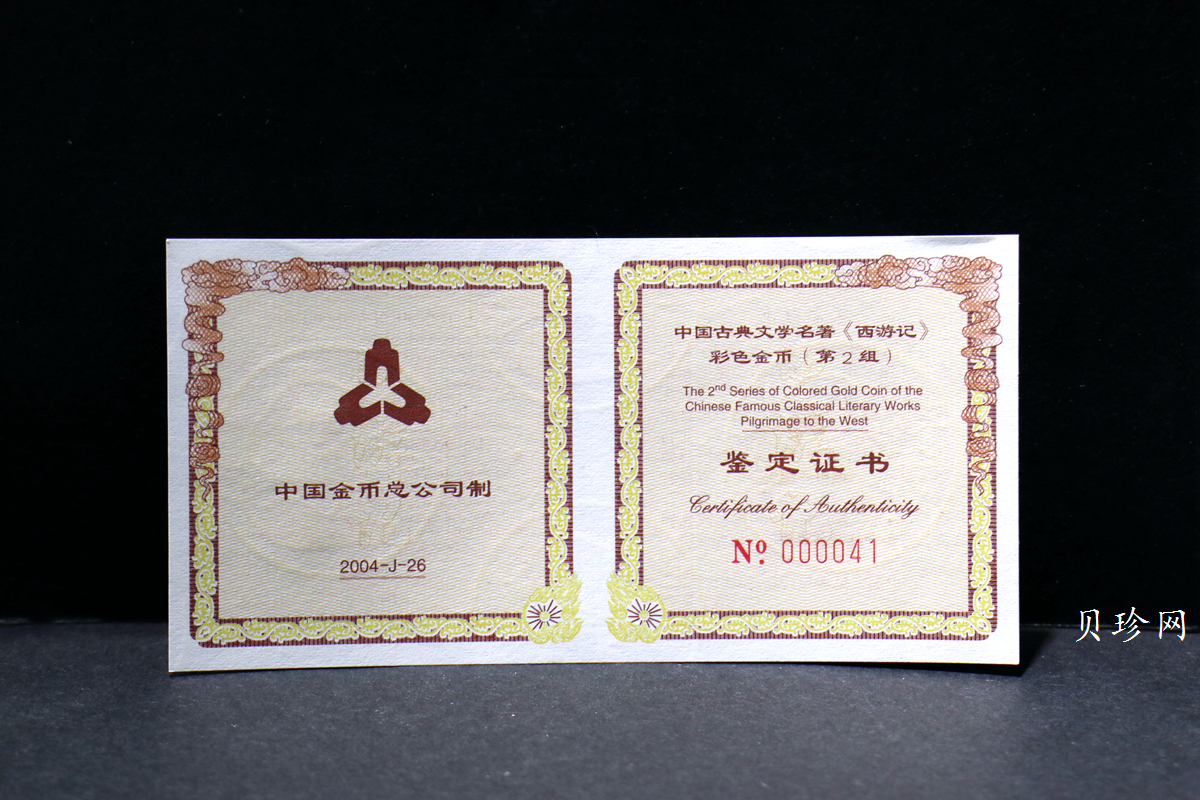 中国金币总公司制
2004-J-26
中国古典文学名著《西游记》
彩色金币（第2组）
The 2nd Series of Colored Gold Coin of the
Chinese Famous Classical Literary Works
Pilgrimage to the West
鉴定证书
Certificate of Authenticity
Nº. 000041
贝珍网